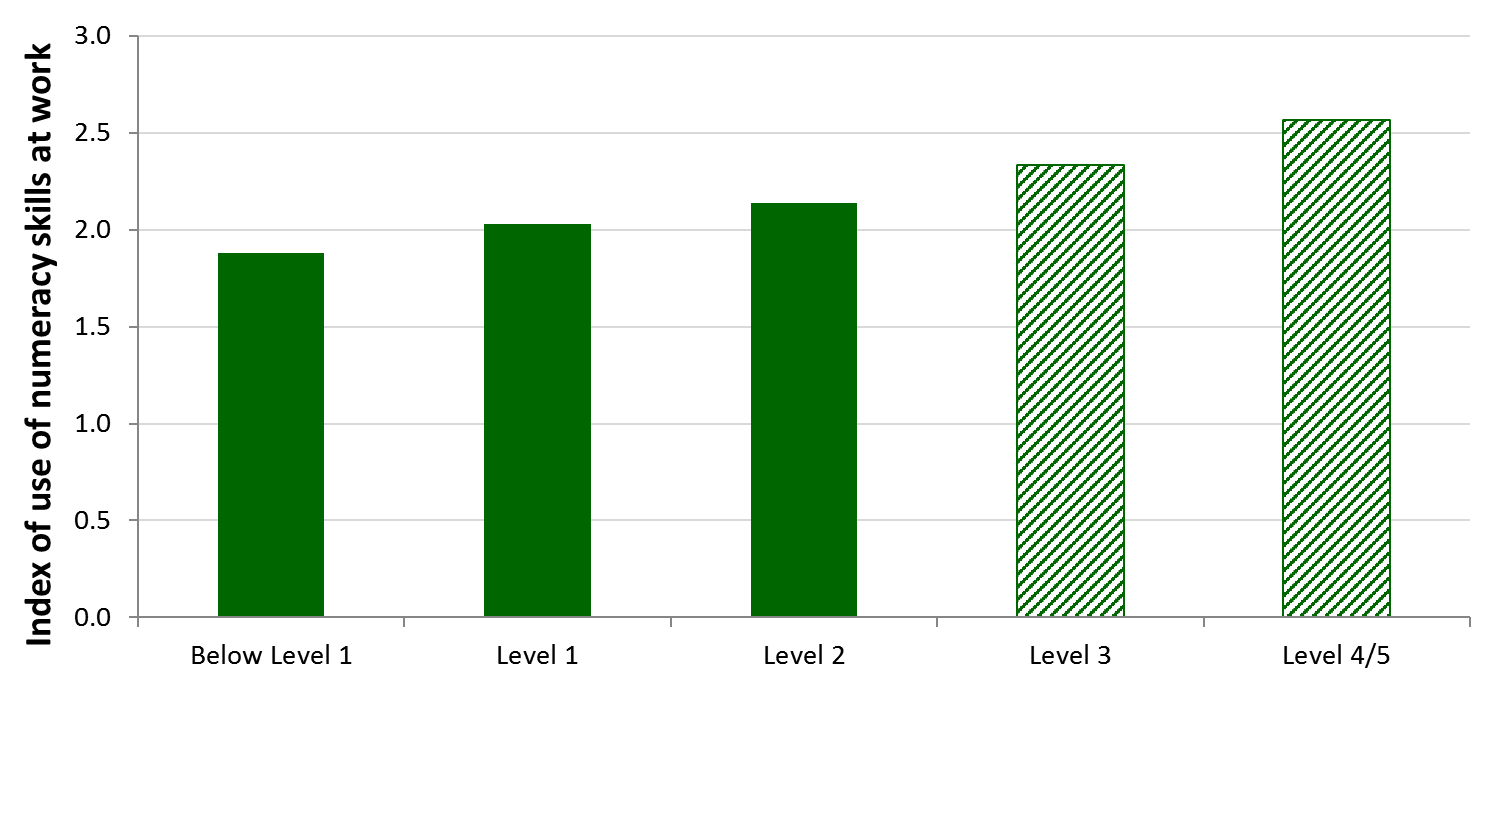 Index of use of numeracy skills at work
3.0
2.5
2.0
1.5
1.0
0.5
0.0
Below Level 1
Level 1
Level 2
Level 3
Level 4/5